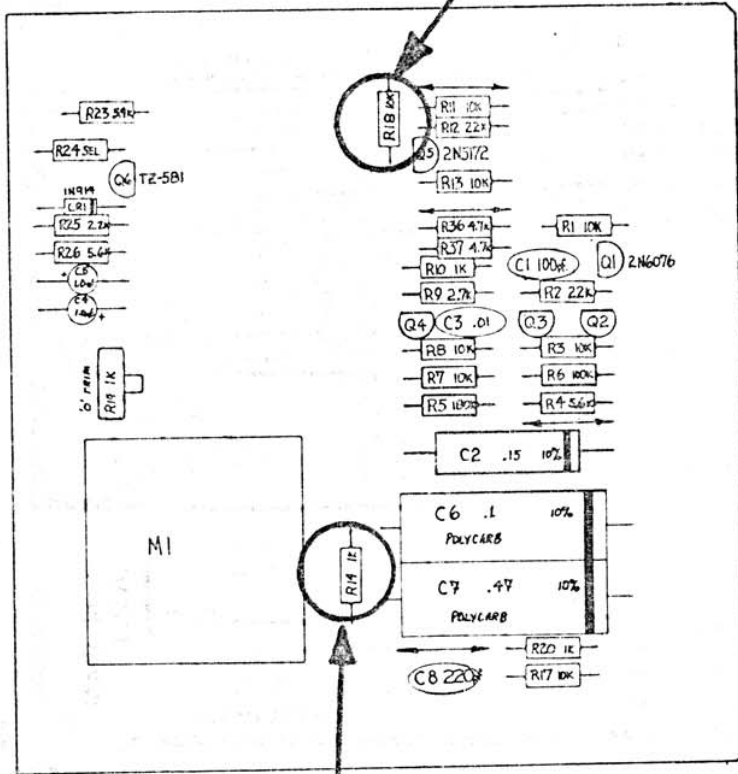 R18 10K
R11 10K
R12 22K
R23 5.9K
Q5 2N5172
R24 SEL
Q6 TZ-581
R13 10K
1N914
CR1
R25 2.2K
R36 4.7K
R1 10K
R37 4.7K
R26 5.6K
R10 1K
C1 100pf.
Q1 2N6076
+
C5
R9 2.7K
R2 22K
C4
+
Q4
C3 .01
Q3
Q2
R8 10K
R3 10K
'0' TRIM
R19 1K
R7 10K
R6 100K
R5 100K
R4 5.6K
C2 .15 10%
C6 .1 10%
POLYCARB
M1
R14 1K
C7 .47 10%
POLYCARB
R20 1K
C8 220
R17 10K